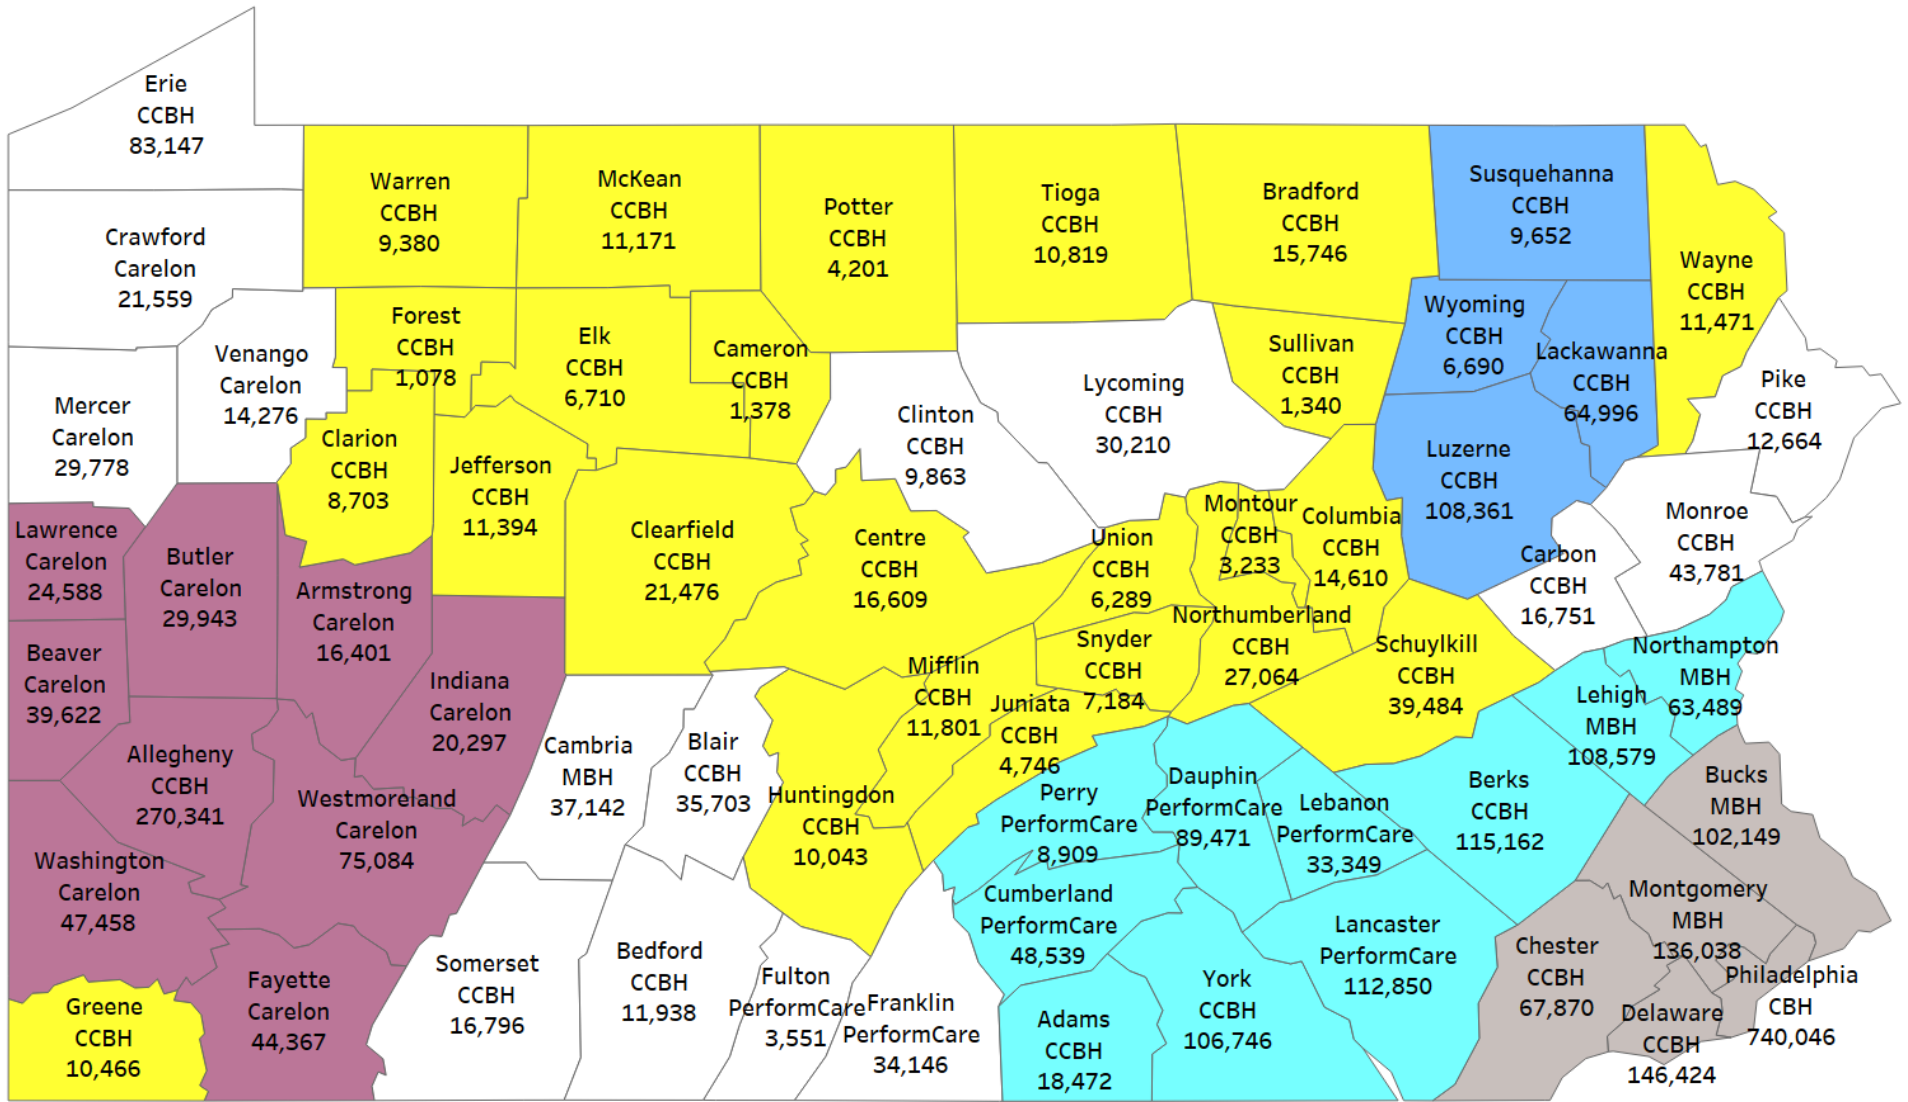 Erie
CCBH
83,147
Warren
CCBH
9,380
McKean
CCBH
11,171
Potter
CCBH
4,201
Tioga
CCBH
10,819
Bradford
CCBH
15,746
Susquehanna
CCBH
9,652
Wayne
CCBH
11,471
Crawford
Carelon
21,559
Forest
CCBH
1,078
Elk
CCBH
6,710
Cameron
CCBH
1,378
Sullivan
CCBH
1,340
Wyoming
CCBH
6,690
Lackawanna
CCBH
64,996
Pike
CCBH
12,664
Mercer
Carelon
29,778
Venango
Carelon
14,276
Clarion
CCBH
8,703
Jefferson
CCBH
11,394
Clinton
CCBH
9,863
Lycoming
CCBH
30,210
Luzerne
CCBH
108,361
Monroe
CCBH
43,781
Lawrence
Carelon
24,588
Butler
Carelon
29,943
Armstrong
Carelon
16,401
Clearfield
CCBH
21,476
Centre
CCBH
16,609
Union
CCBH
6,289
Montour
CCBH
3,233
Columbia
CCBH
14,610
Carbon
CCBH
16,751
Beaver
Carelon
39,622
Indiana
Carelon
20,297
Mifflin
CCBH
11,801
Snyder
CCBH
7,184
Northumberland
CCBH
27,064
Schuylkill
CCBH
39,484
Northampton
MBH
63,489
Lehigh
MBH
108,579
Allegheny
CCBH
270,341
Westmoreland
Carelon
75,084
Cambria
MBH
37,142
Blair
CCBH
35,703
Huntingdon
CCBH
10,043
Juniata
CCBH
4,746
Perry
PerformCare
8,909
Dauphin
PerformCare
89,471
Lebanon
PerformCare
33,349
Berks
CCBH
115,162
Bucks
MBH
102,149
Washington
Carelon
47,458
Cumberland
PerformCare
48,539
Lancaster
PerformCare
112,850
Montgomery
MBH
136,038
Chester
CCBH
67,870
Greene
CCBH
10,466
Fayette
Carelon
44,367
Somerset
CCBH
16,796
Bedford
CCBH
11,938
Fulton
PerformCare
3,551
Franklin
PerformCare
34,146
Adams
CCBH
18,472
York
CCBH
106,746
Delaware
CCBH
146,424
Philadelphia
CBH
740,046